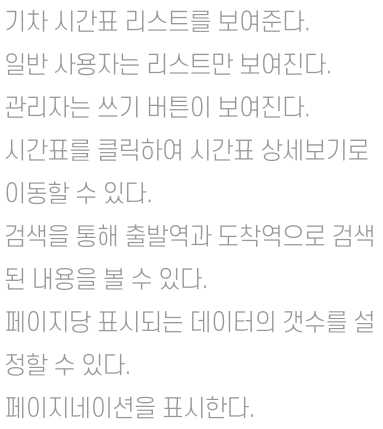 기차 시간표 리스트를 보여준다.
일반 사용자는 리스트만 보여진다.
관리자는 쓰기 버튼이 보여진다.
시간표를 클릭하여 시간표 상세보기로
이동할 수 있다.
검색을 통해 출발역과 도착역으로 검색
된 내용을 볼 수 있다.
페이지당 표시되는 데이터의 갯수를 설
정할 수 있다.
페이지네이션을 표시한다.